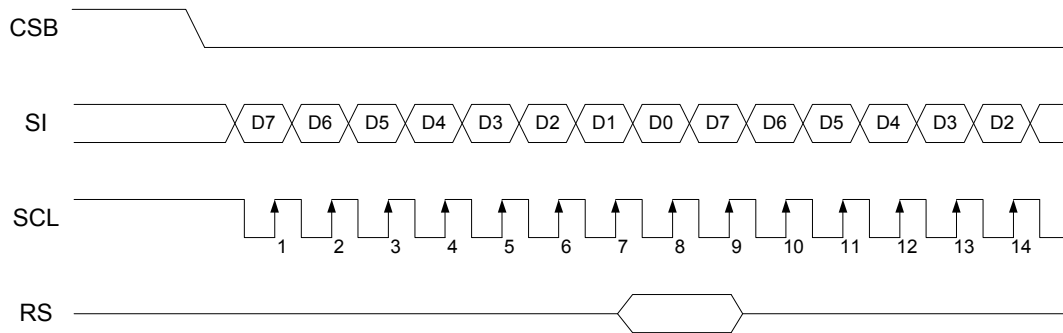 CSB
SI D7 D6 D5 D4 D3 D2 D1 D0 D7 D6 D5 D4 D3 D2
SCL
1 2 3 4 5 6 7 8 9 10 11 12 13 14
RS